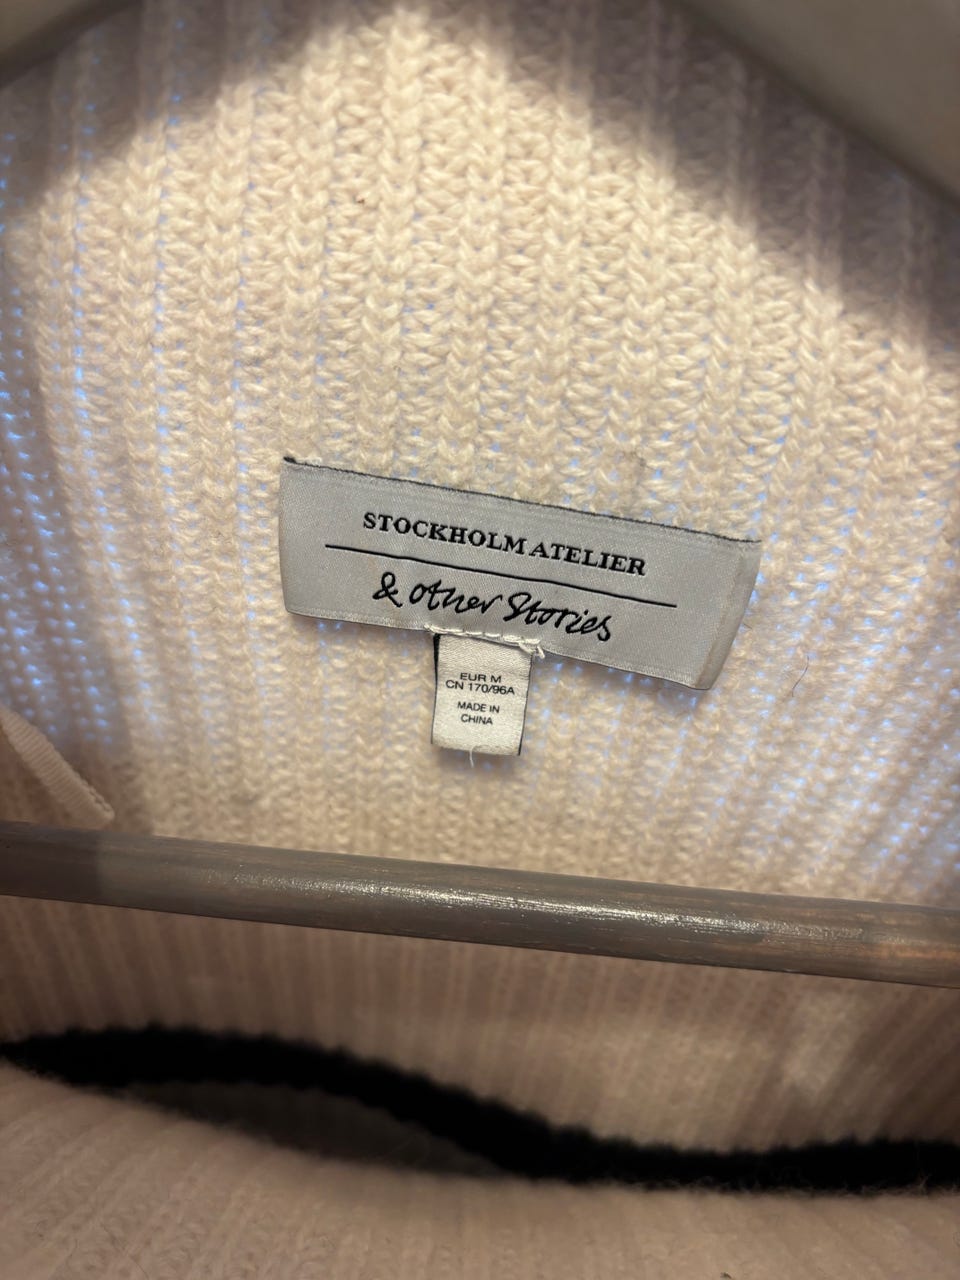 STOCKHOLM ATELIER
& other Stories
EUR M
CN 170/96A
MADE IN
CHINA